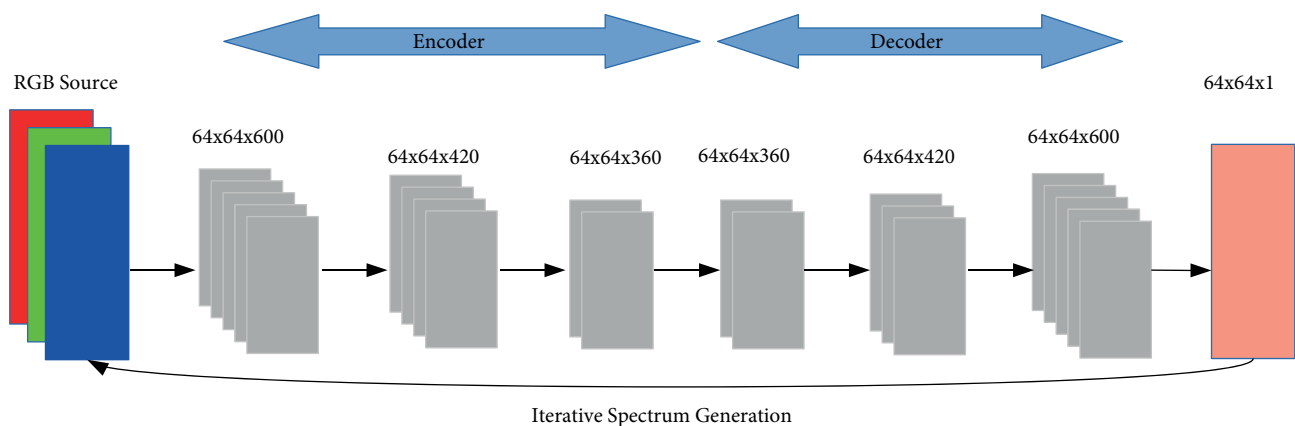 Encoder
Decoder
RGB Source
64x64x1
64x64x600
64x64x420
64x64x360
64x64x360
64x64x420
64x64x600
Iterative Spectrum Generation